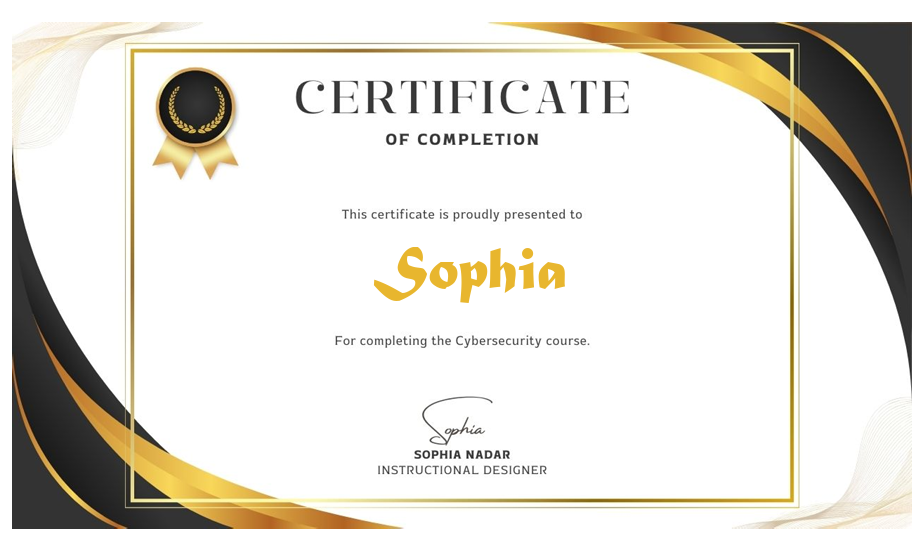 CERTIFICATE
OF COMPLETION
This certificate is proudly presented to
Sophia
For completing the Cybersecurity course.
Sophia
SOPHIA NADAR
INSTRUCTIONAL DESIGNER